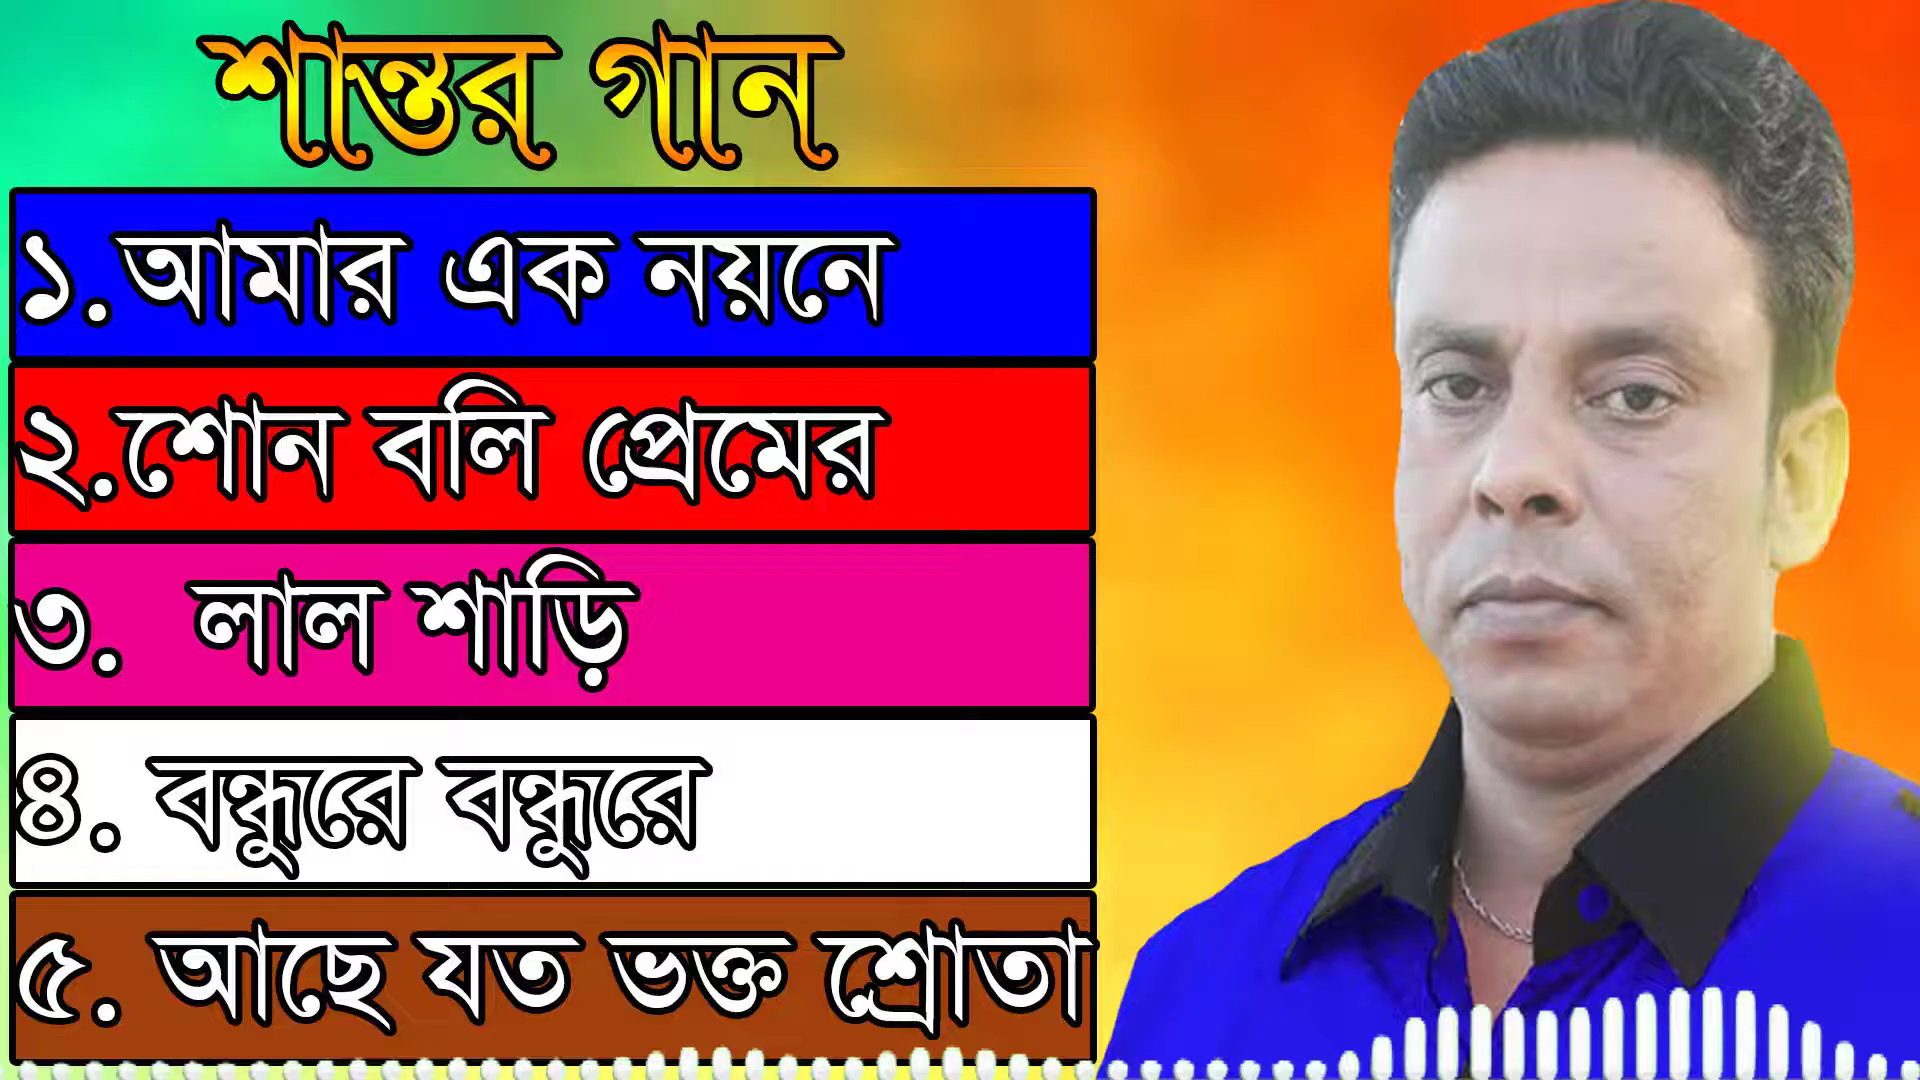 শান্তর গান
১.আমার এক নয়নে
২.শোন বলি প্রেমের
৩. লাল শাড়ি
৪. বন্ধুরে বন্ধুরে
৫. আছে যত ভক্ত শ্রোতা